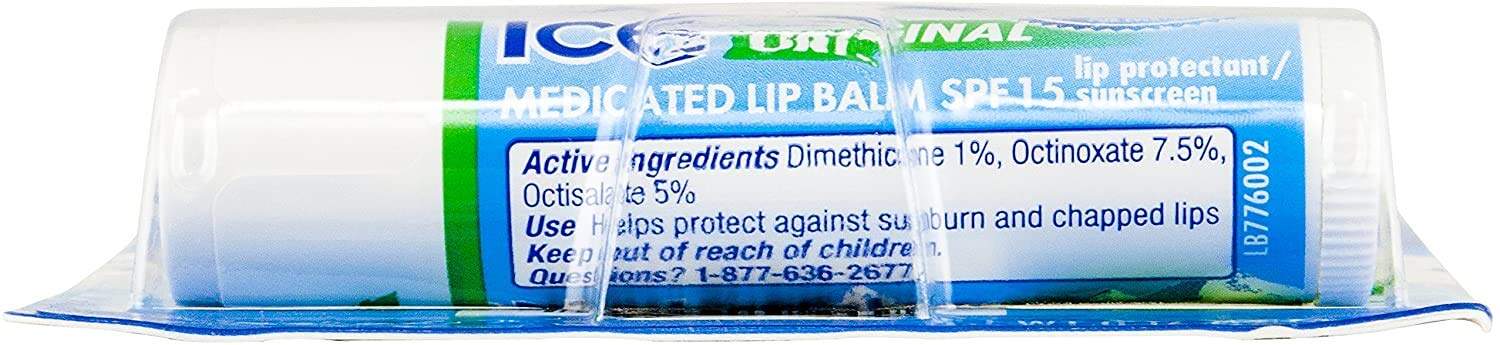 ICE ORIGINAL
MEDICATED LIP BALM SPF 15 lip protectant/
sunscreen
Active Ingredients Dimethicone 1%, Octinoxate 7.5%,
Octisalate 5%
Use Helps protect against sunburn and chapped lips
Keep out of reach of children.
Questions? 1-877-636-2677
LB776002